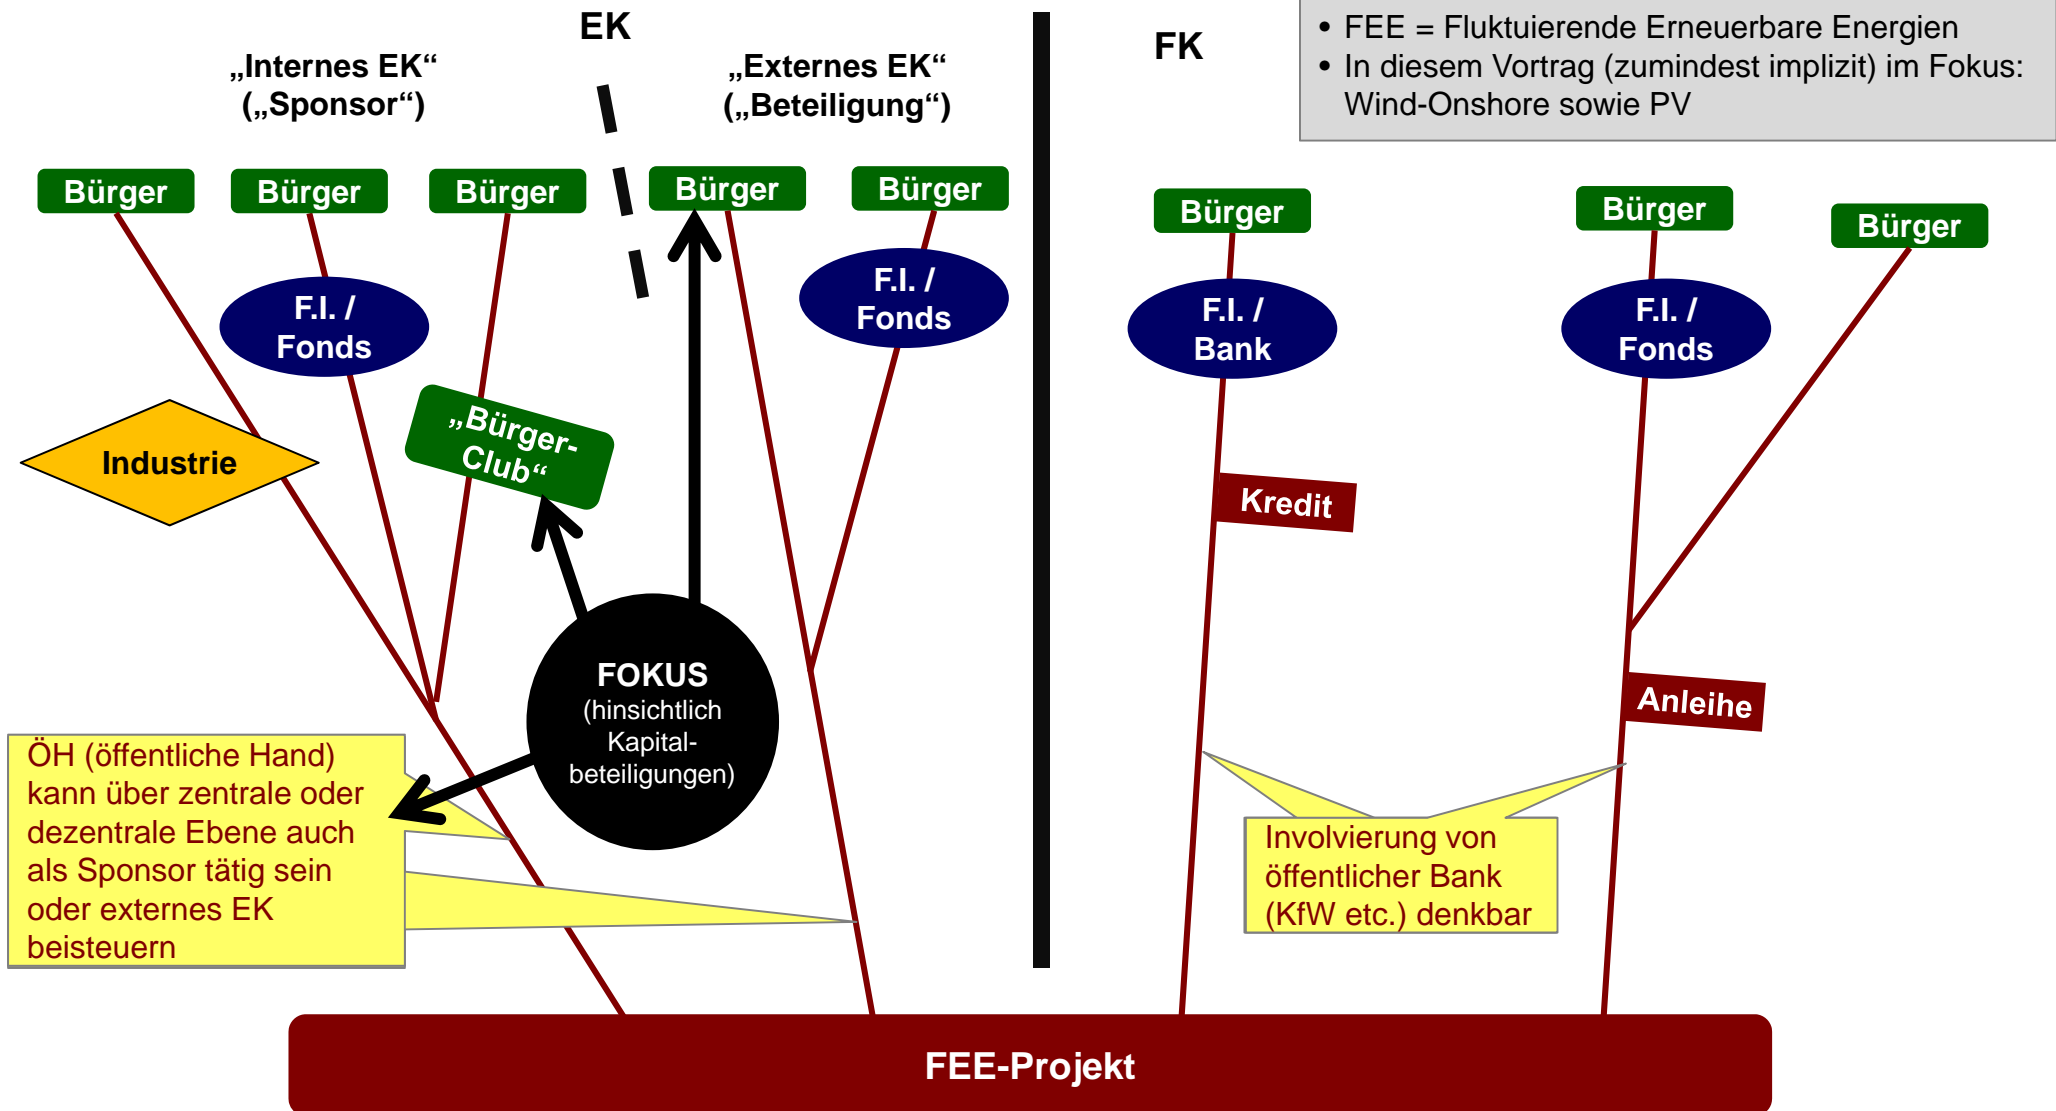 EK
„Internes EK“
(„Sponsor“)
„Externes EK“
(„Beteiligung“)
FK
• FEE = Fluktuierende Erneuerbare Energien
• In diesem Vortrag (zumindest implizit) im Fokus:
Wind-Onshore sowie PV
Bürger
Bürger
Bürger
Bürger
Bürger
Bürger
Bürger
Bürger
F.I. /
Fonds
F.I. /
Fonds
F.I. /
Bank
F.I. /
Fonds
Industrie
„Bürger-
Club“
Kredit
Anleihe
FOKUS
(hinsichtlich
Kapital-
beteiligungen)
ÖH (öffentliche Hand)
kann über zentrale oder
dezentrale Ebene auch
als Sponsor tätig sein
oder externes EK
beisteuern
Involvierung von
öffentlicher Bank
(KfW etc.) denkbar
FEE-Projekt